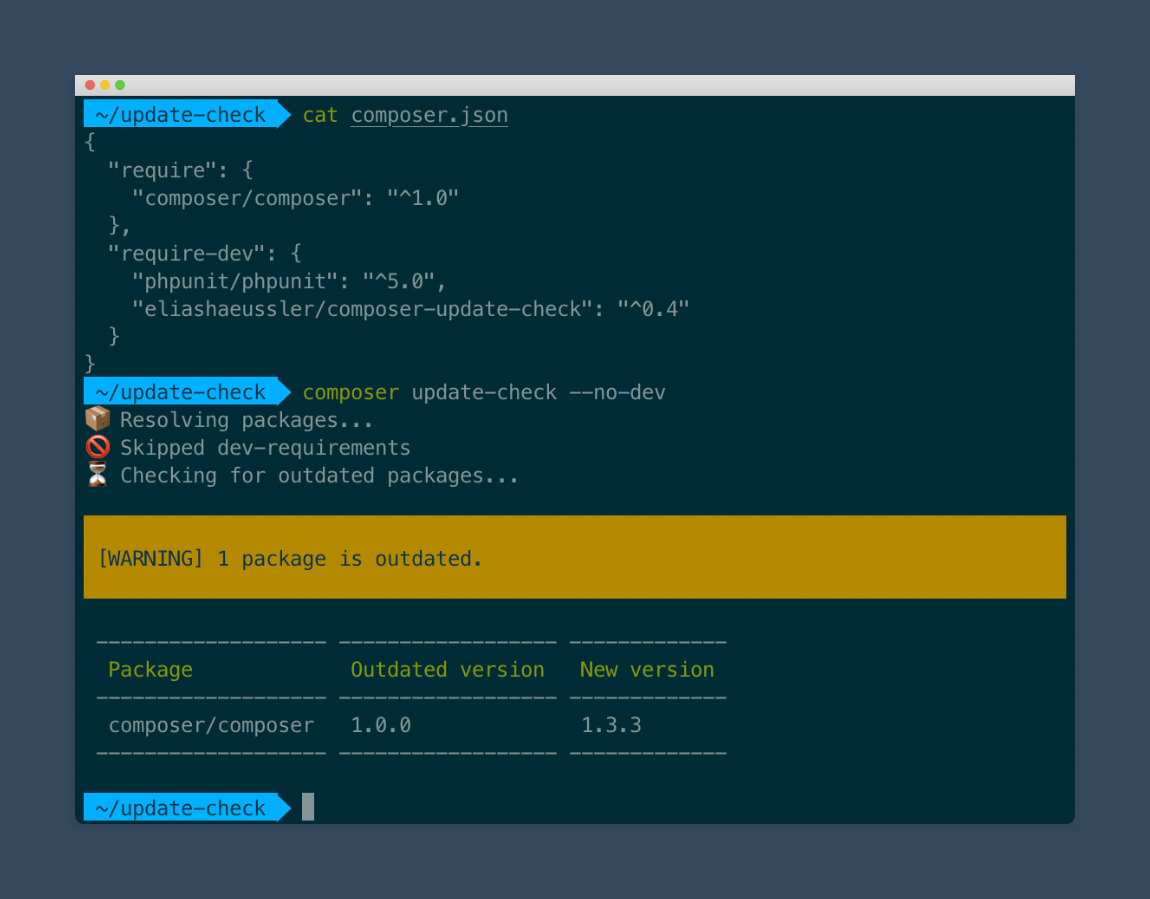 ~/update-check cat composer.json
{
  "require": {
    "composer/composer": "^1.0"
  },
  "require-dev": {
    "phpunit/phpunit": "^5.0",
    "eliashaeussler/composer-update-check": "^0.4"
  }
}
~/update-check composer update-check --no-dev
📦 Resolving packages...
🚫 Skipped dev-requirements
⏳ Checking for outdated packages...
[WARNING] 1 package is outdated.
------------------- ------------------ -------------
Package Outdated version New version
------------------- ------------------ -------------
composer/composer 1.0.0 1.3.3
------------------- ------------------ -------------
~/update-check